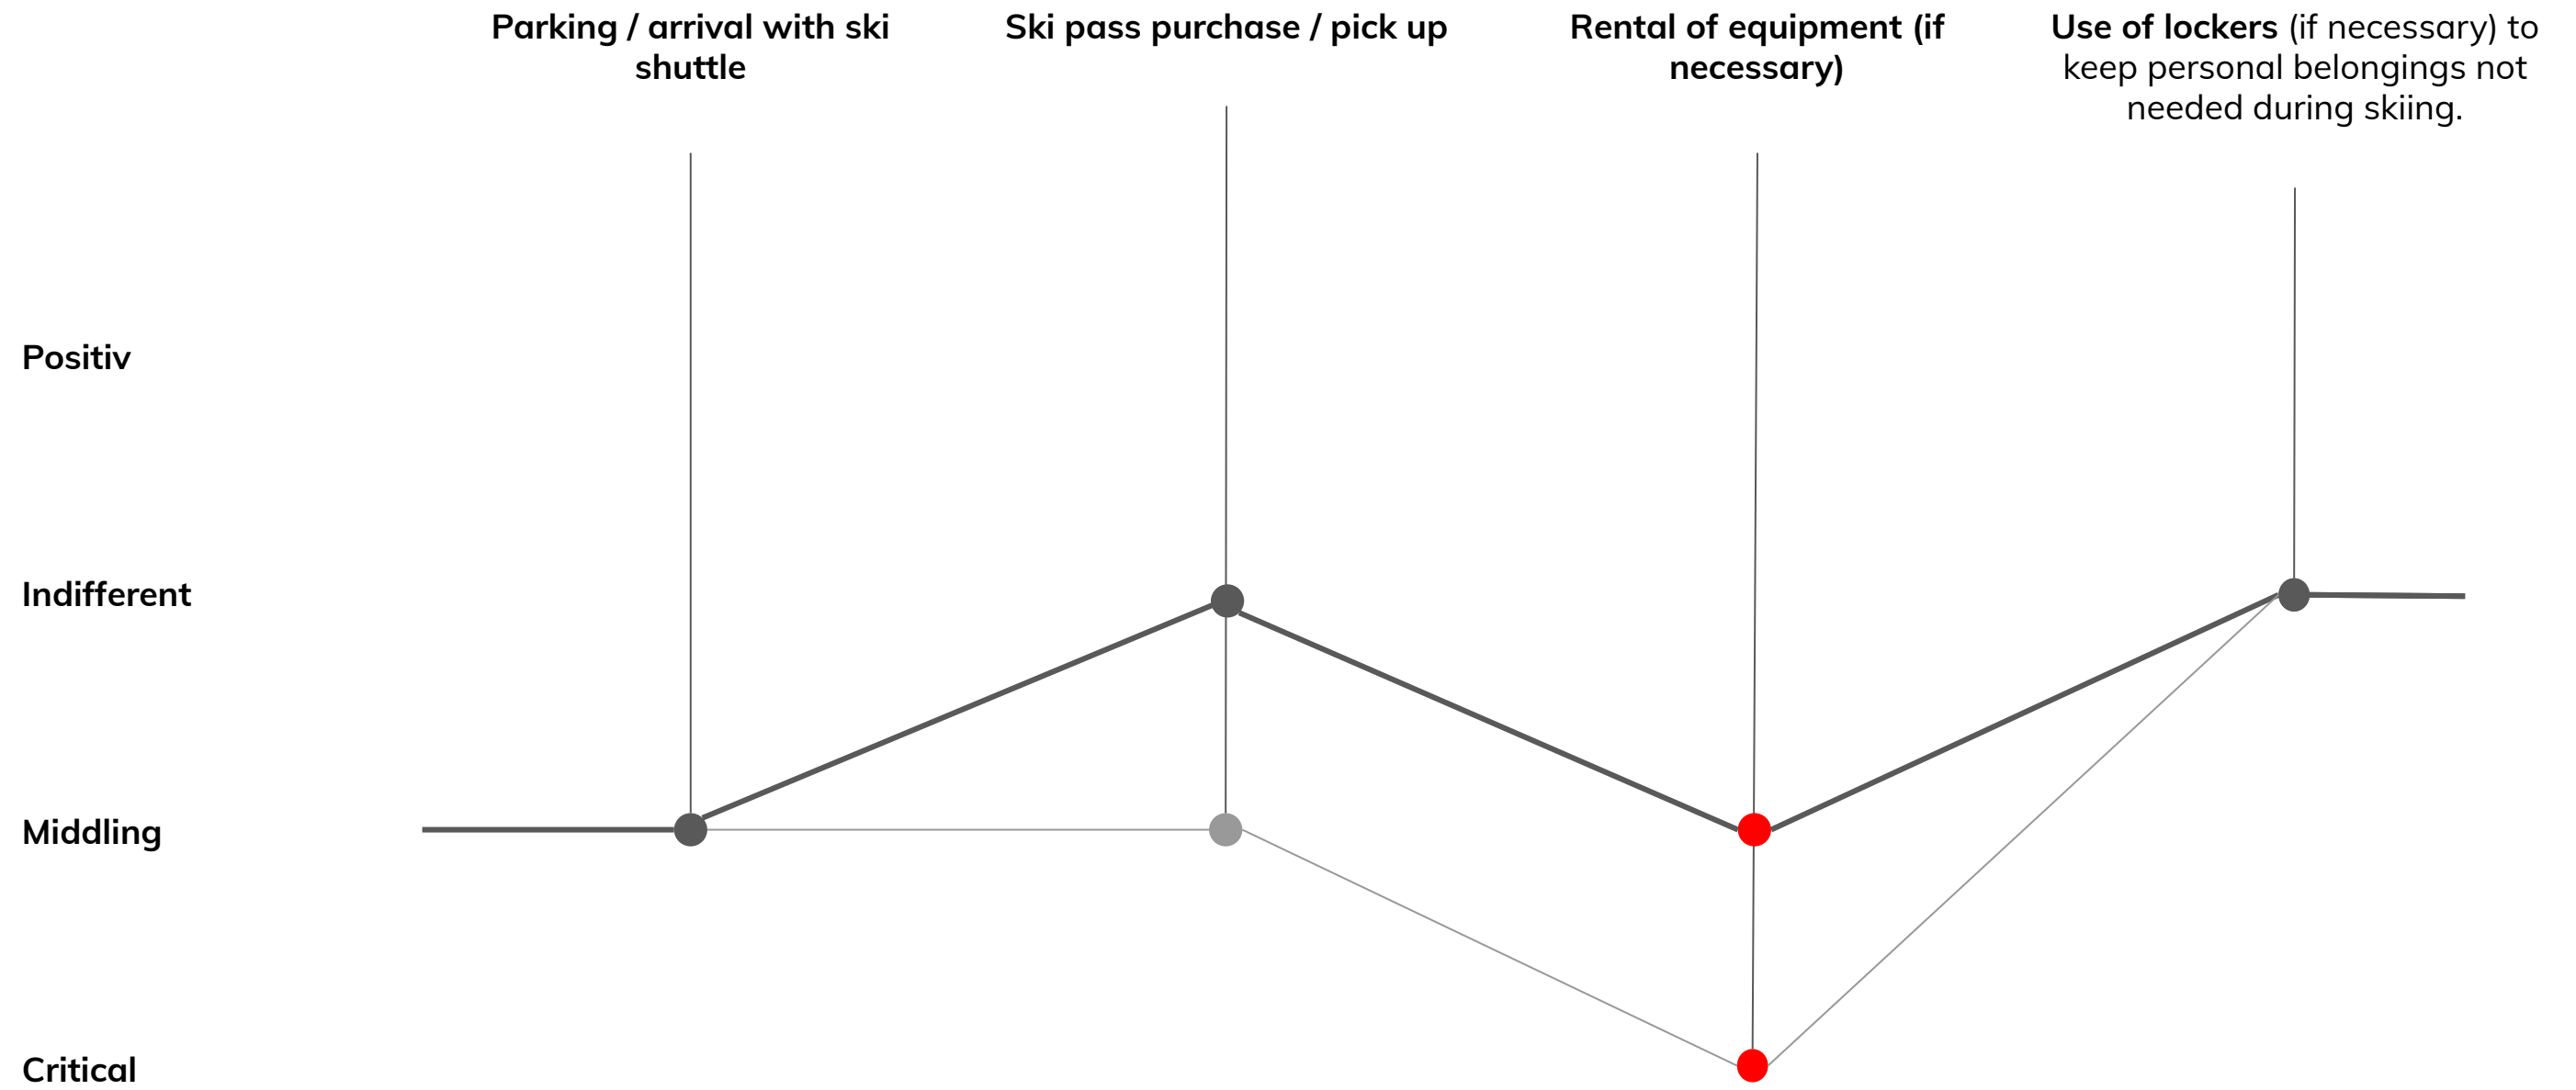 Parking / arrival with ski
shuttle
Ski pass purchase / pick up
Rental of equipment (if
necessary)
Use of lockers (if necessary) to
keep personal belongings not
needed during skiing.
Positiv
Indifferent
Middling
Critical